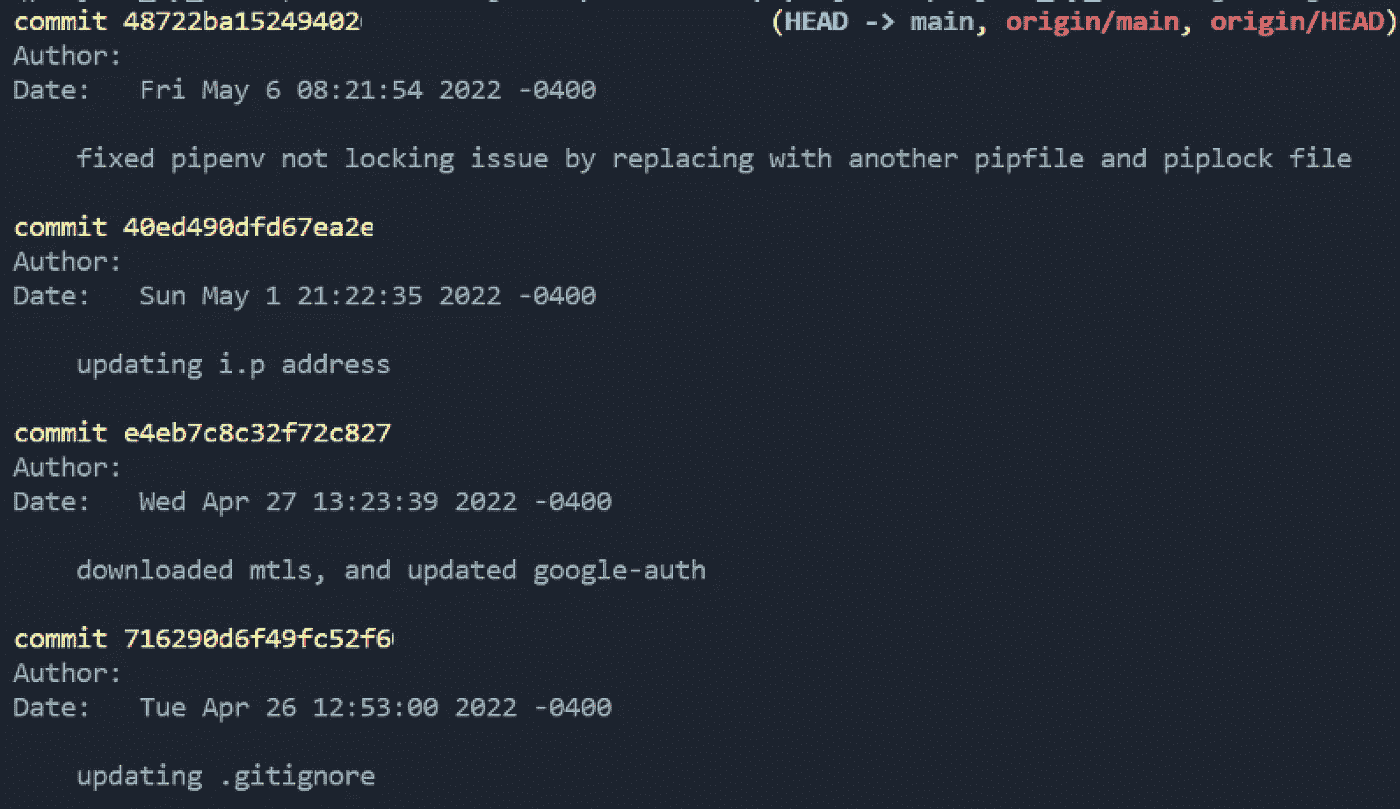 commit 48722ba15249402 (HEAD -> main, origin/main, origin/HEAD)
Author:
Date:   Fri May 6 08:21:54 2022 -0400
fixed pipenv not locking issue by replacing with another pipfile and piplock file
commit 40ed490dfd67ea2e
Author:
Date:   Sun May 1 21:22:35 2022 -0400
updating i.p address
commit e4eb7c8c32f72c827
Author:
Date:   Wed Apr 27 13:23:39 2022 -0400
downloaded mtls, and updated google-auth
commit 716290d6f49fc52f6
Author:
Date:   Tue Apr 26 12:53:00 2022 -0400
updating .gitignore